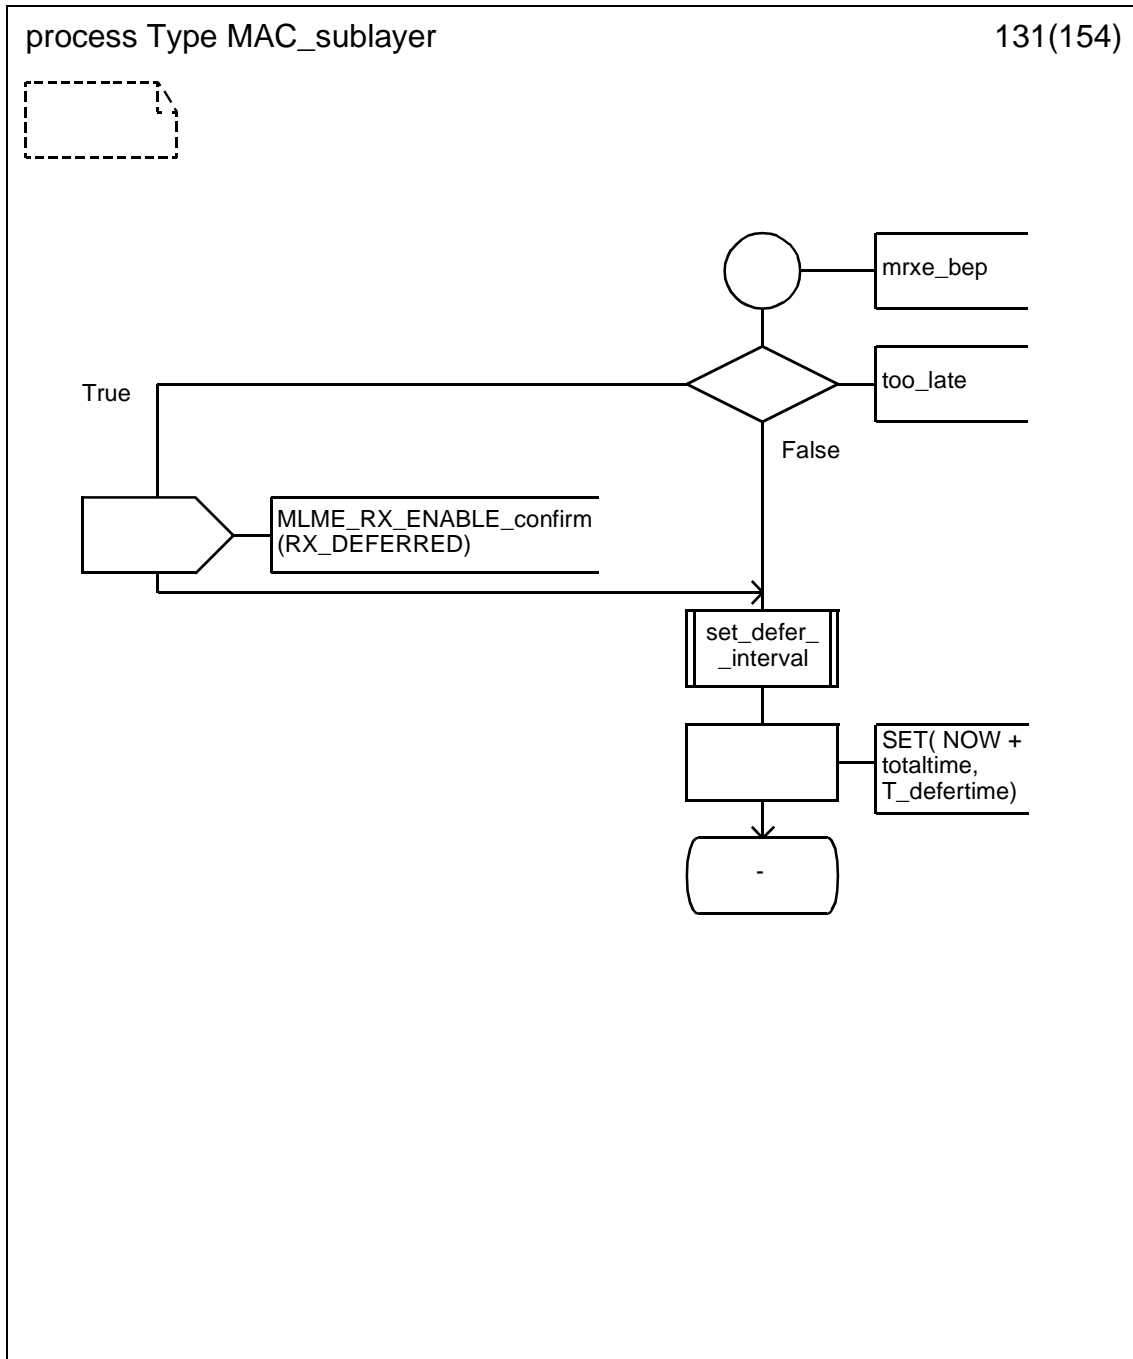 process Type MAC_sublayer
131(154)
mrxe_bep
too_late
True
False
MLME_RX_ENABLE_confirm
(RX_DEFERRED)
set_defer_
_interval
SET( NOW +
totaltime,
T_defertime)
-